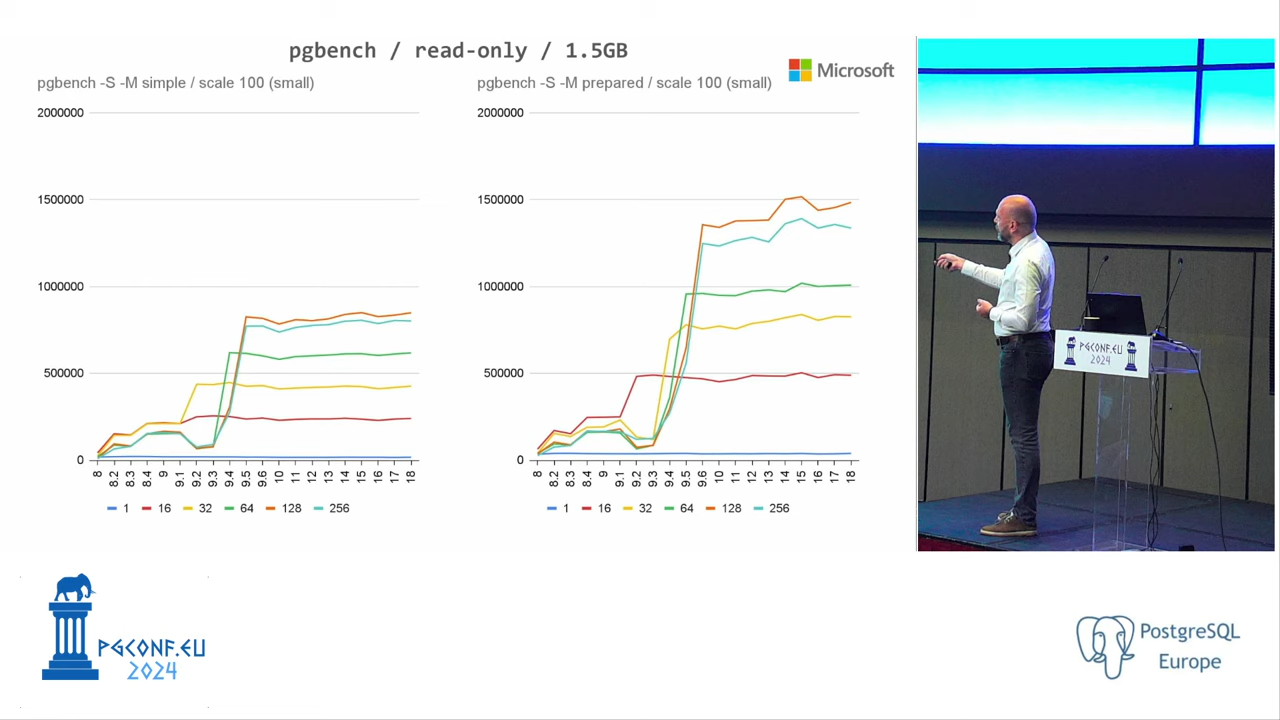 pgbench / read-only / 1.5GB
Microsoft
pgbench -S -M simple / scale 100 (small)
2000000
1500000
1000000
500000
0
8 8.2 8.3 8.4 9 9.1 9.2 9.3 9.4 9.5 9.6 10 11 12 13 14 15 16 17 18
1 16 32 64 128 256
pgbench -S -M prepared / scale 100 (small)
2000000
1500000
1000000
500000
0
8 8.2 8.3 8.4 9 9.1 9.2 9.3 9.4 9.5 9.6 10 11 12 13 14 15 16 17 18
1 16 32 64 128 256
PGCONF.EU
2024
PGCONF.EU
2024
PostgreSQL
Europe